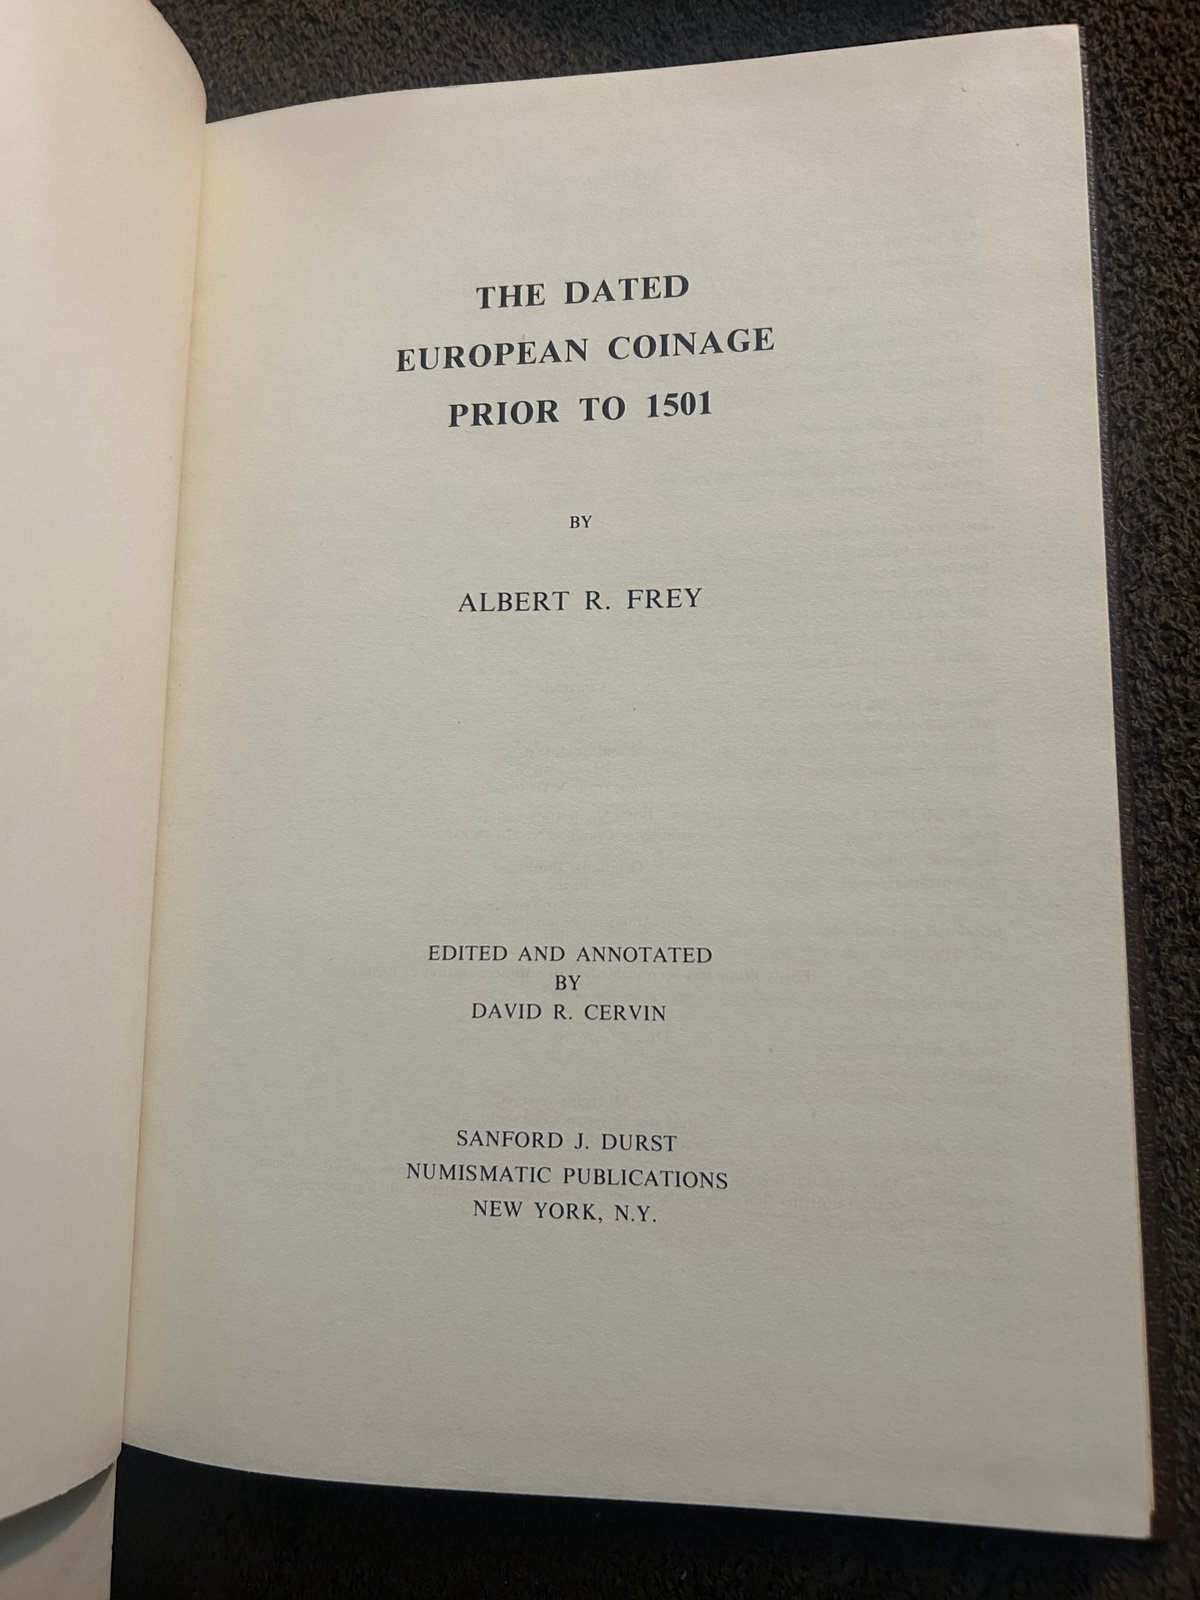 THE DATED
EUROPEAN COINAGE
PRIOR TO 1501
BY
ALBERT R. FREY
EDITED AND ANNOTATED
BY
DAVID R. CERVIN
SANFORD J. DURST
NUMISMATIC PUBLICATIONS
NEW YORK, N.Y.